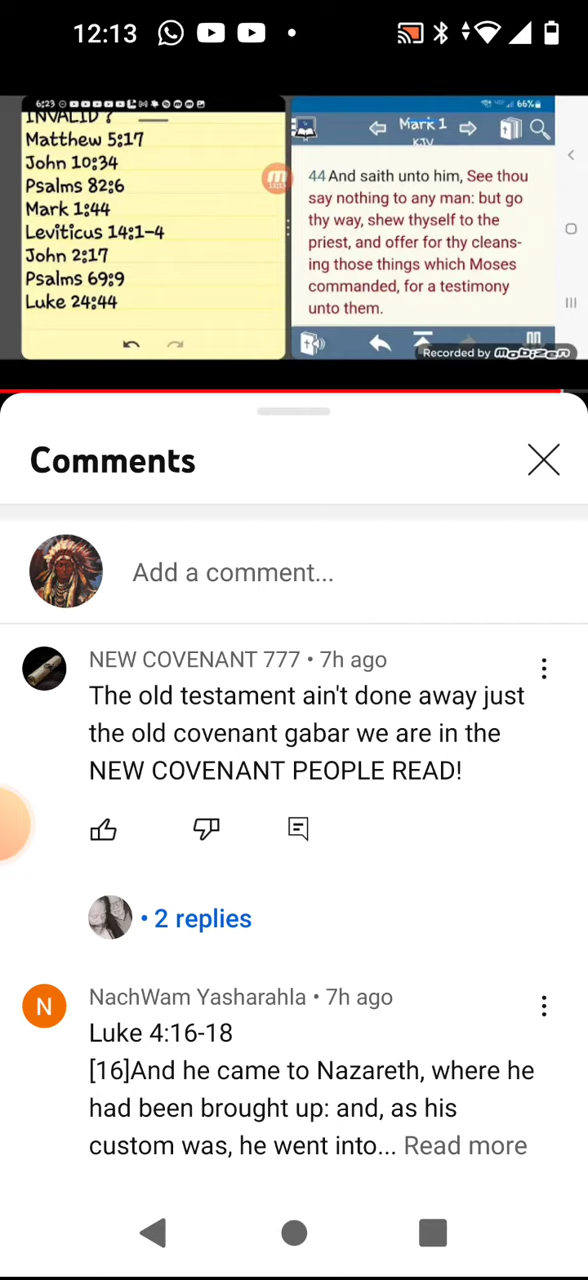 12:13
6:23
66%
INVALID ?
Matthew 5:17
John 10:34
Psalms 82:6
Mark 1:44
Leviticus 14:1-4
John 2:17
Psalms 69:9
Luke 24:44
Mark 1
KJV
44 And saith unto him, See thou
say nothing to any man: but go
thy way, shew thyself to the
priest, and offer for thy cleans-
ing those things which Moses
commanded, for a testimony
unto them.
Recorded by mobizen
Comments
Add a comment...
NEW COVENANT 777 • 7h ago
The old testament ain't done away just
the old covenant gabar we are in the
NEW COVENANT PEOPLE READ!
• 2 replies
N
NachWam Yasharahla • 7h ago
Luke 4:16-18
[16]And he came to Nazareth, where he
had been brought up: and, as his
custom was, he went into... Read more